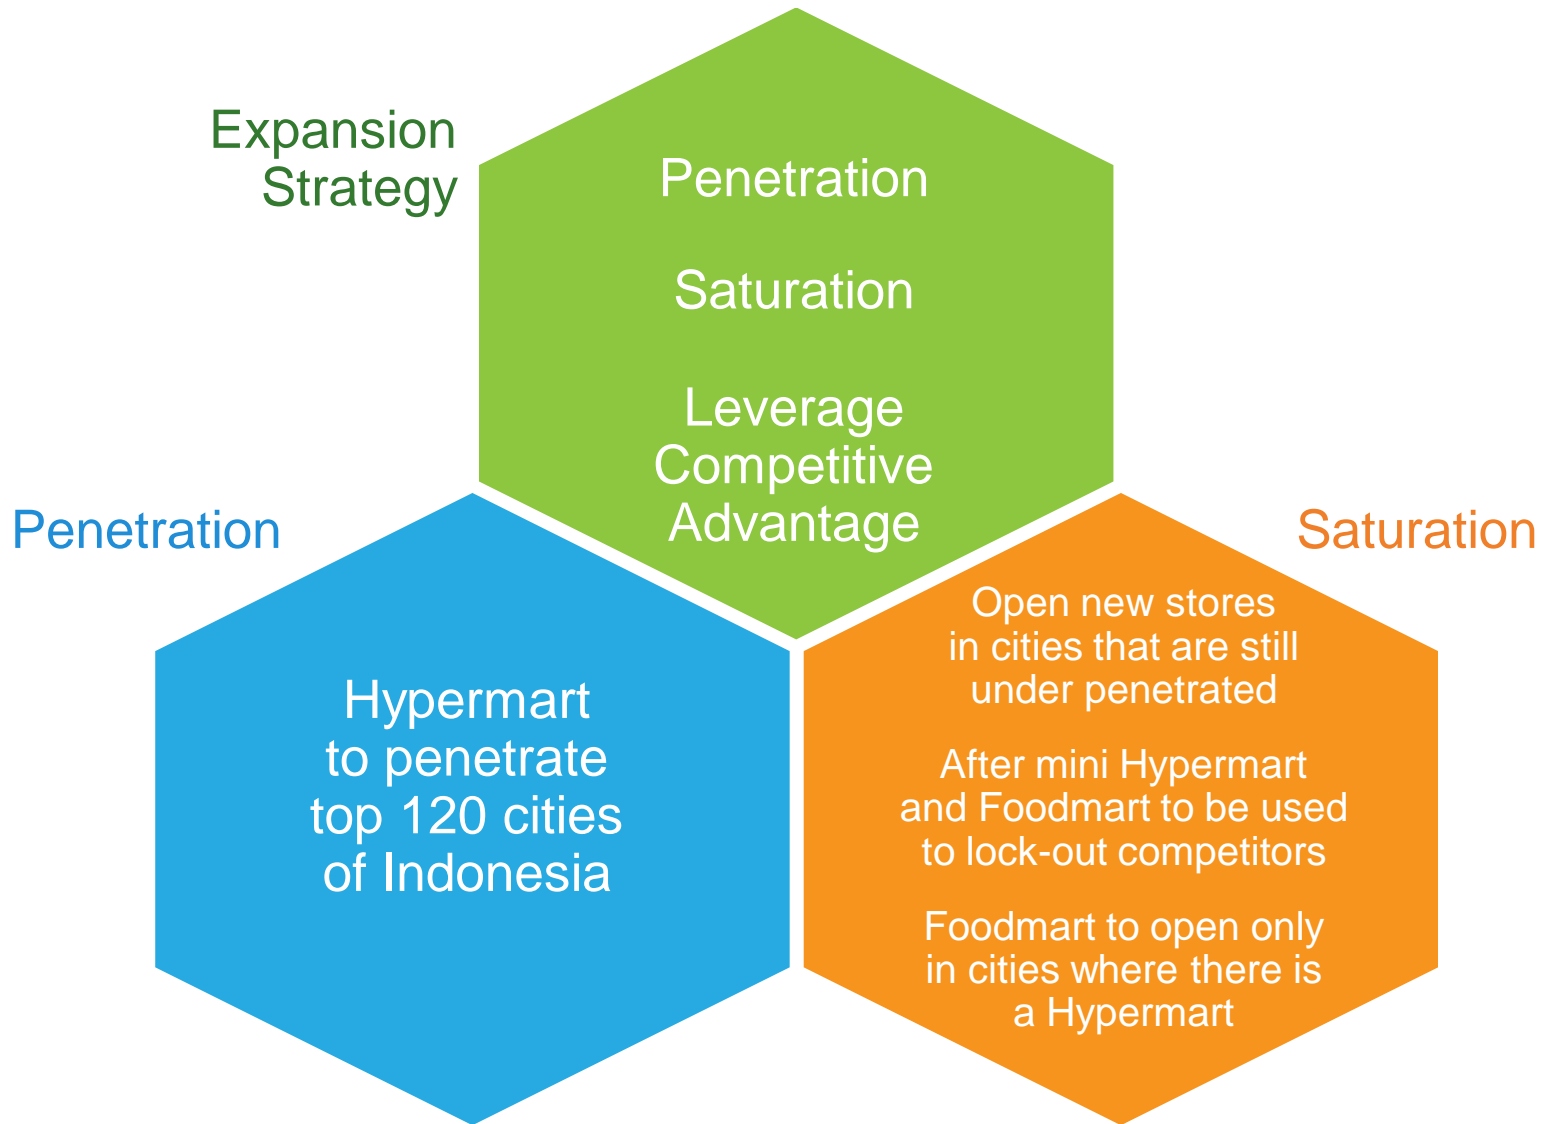 Expansion
Strategy
Penetration
Saturation
Leverage
Competitive
Advantage
Penetration
Hypermart
to penetrate
top 120 cities
of Indonesia
Saturation
Open new stores
in cities that are still
under penetrated
After mini Hypermart
and Foodmart to be used
to lock-out competitors
Foodmart to open only
in cities where there is
a Hypermart